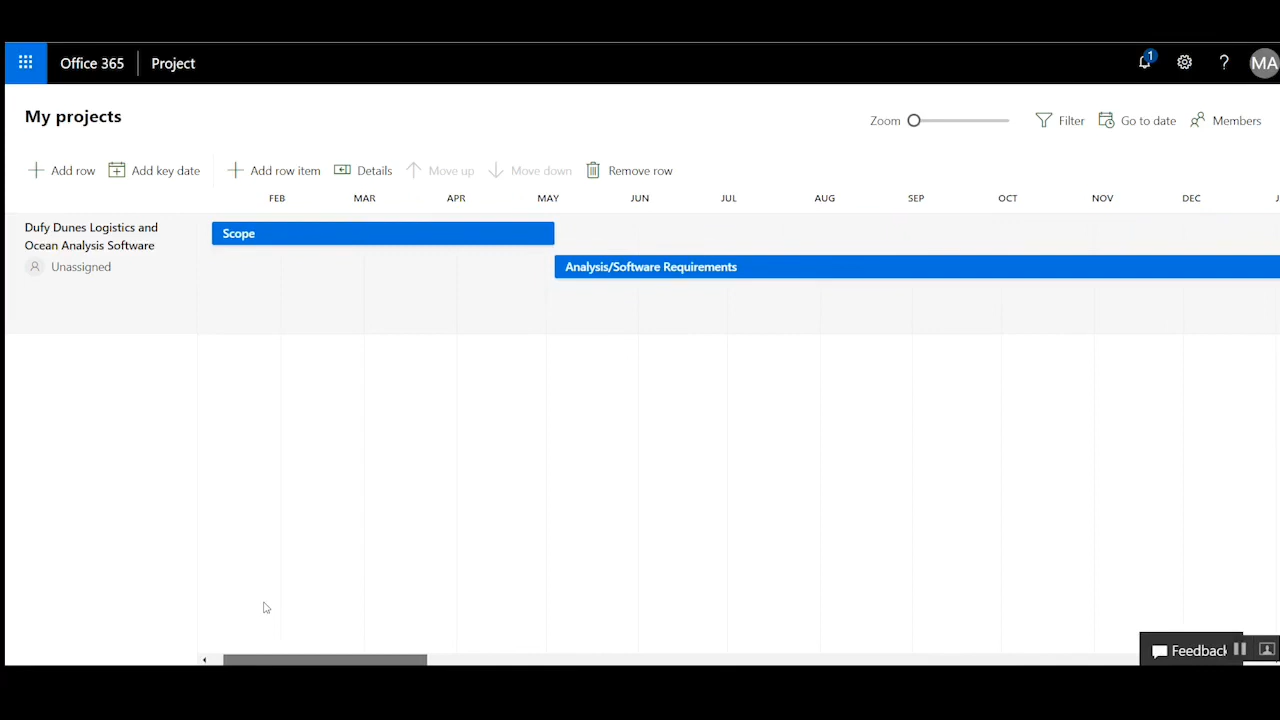 Office 365 Project 1 ? MA
My projects
Zoom Filter Go to date Members
Add row Add key date Add row item Details Move up Move down Remove row
FEB MAR APR MAY JUN JUL AUG SEP OCT NOV DEC J
Dufy Dunes Logistics and
Ocean Analysis Software
Unassigned
Scope
Analysis/Software Requirements
Feedback